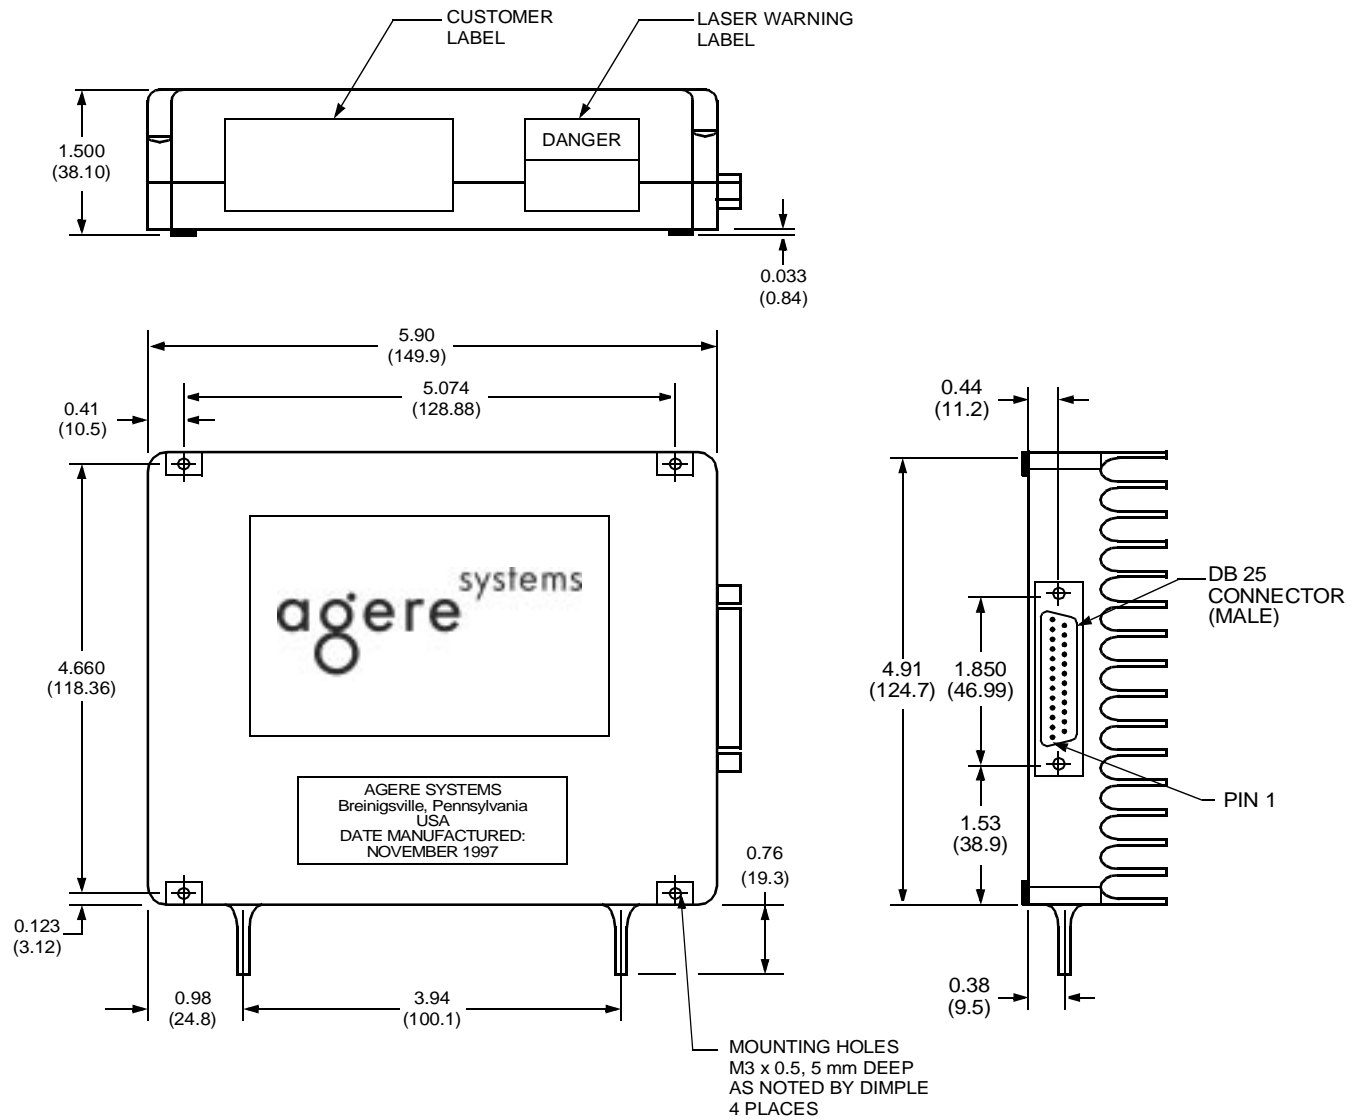 CUSTOMER
LABEL
LASER WARNING
LABEL
DANGER
1.500
(38.10)
0.033
(0.84)
5.90
(149.9)
5.074
(128.88)
0.41
(10.5)
0.44
(11.2)
systems
agere
DB 25
CONNECTOR
(MALE)
4.660
(118.36)
4.91
(124.7)
1.850
(46.99)
AGERE SYSTEMS
Breinigsville, Pennsylvania
USA
DATE MANUFACTURED:
NOVEMBER 1997
PIN 1
1.53
(38.9)
0.76
(19.3)
0.123
(3.12)
0.98
(24.8)
3.94
(100.1)
0.38
(9.5)
MOUNTING HOLES
M3 x 0.5, 5 mm DEEP
AS NOTED BY DIMPLE
4 PLACES